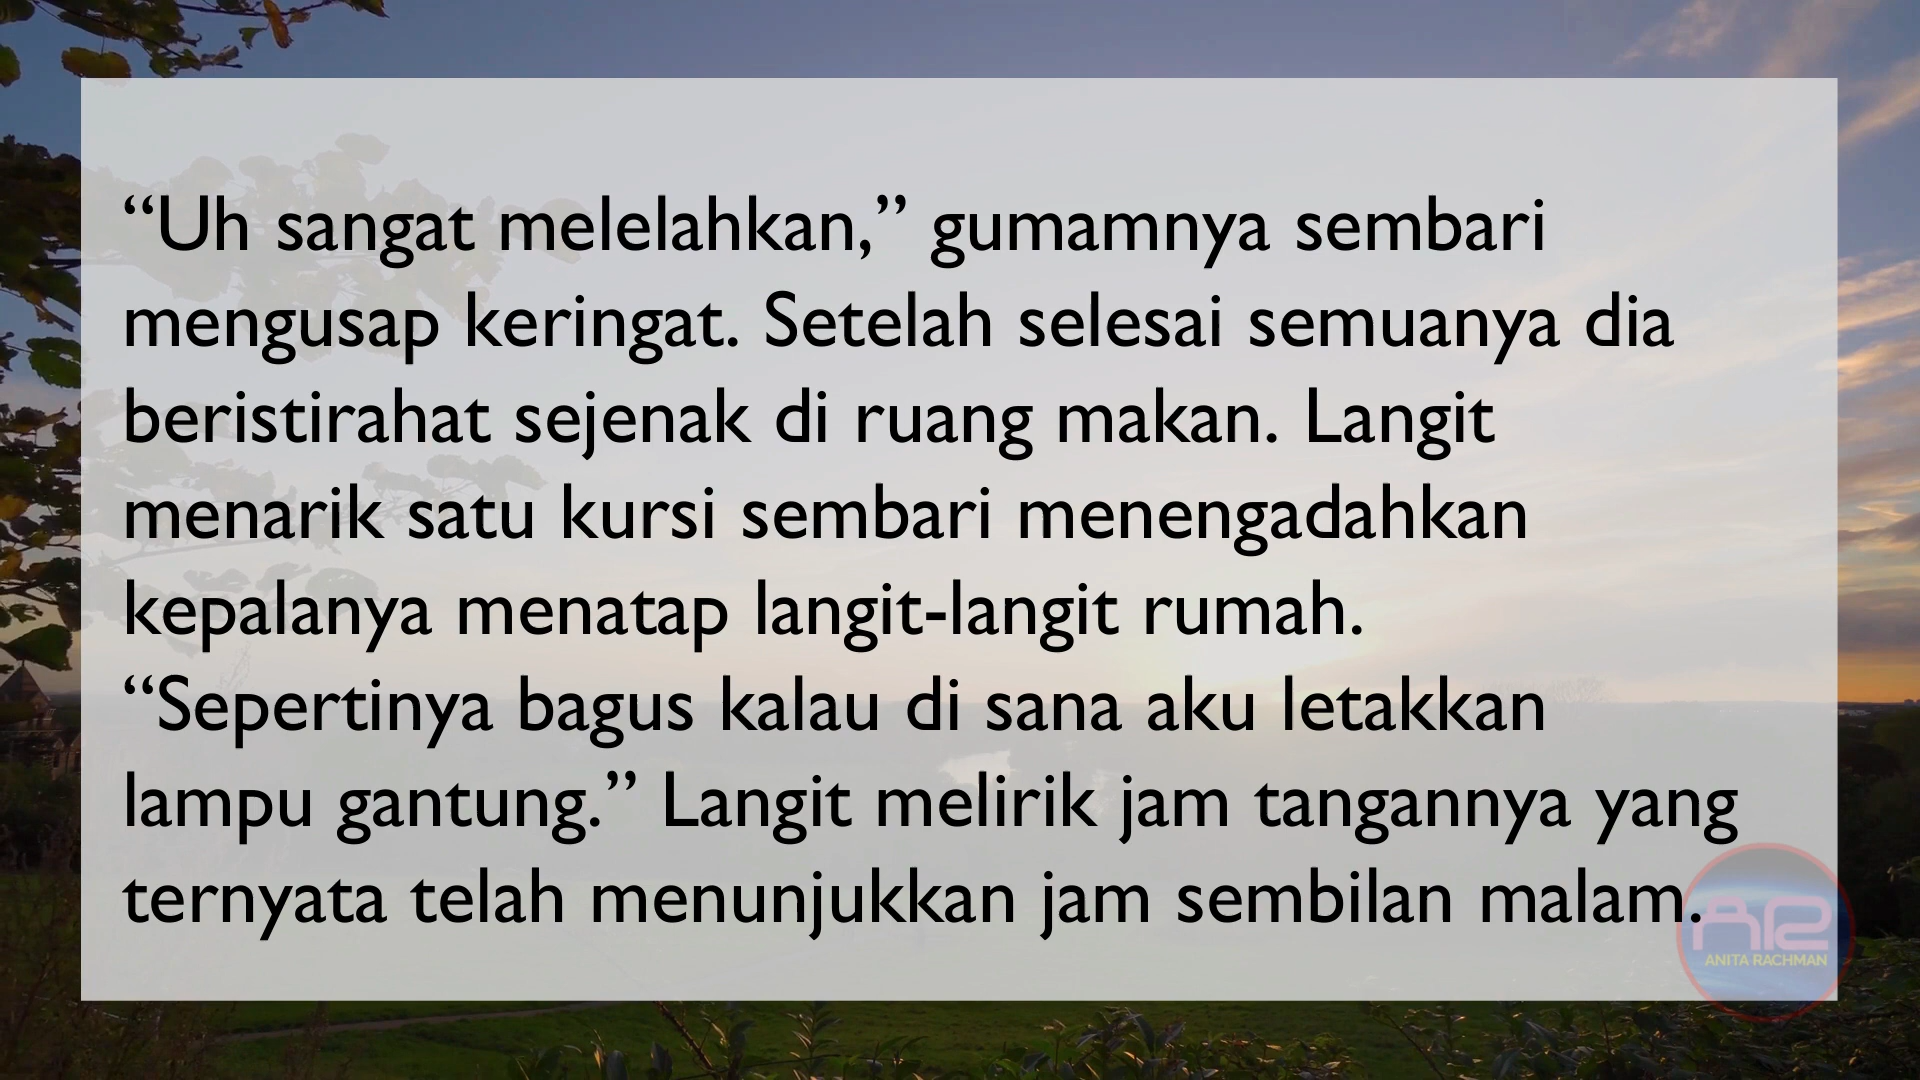 “Uh sangat melelahkan,” gumamnya sembari
mengusap keringat. Setelah selesai semuanya dia
beristirahat sejenak di ruang makan. Langit
menarik satu kursi sembari menengadahkan
kepalanya menatap langit-langit rumah.
“Sepertinya bagus kalau di sana aku letakkan
lampu gantung.” Langit melirik jam tangannya yang
ternyata telah menunjukkan jam sembilan malam.
AR
ANITA RACHMAN